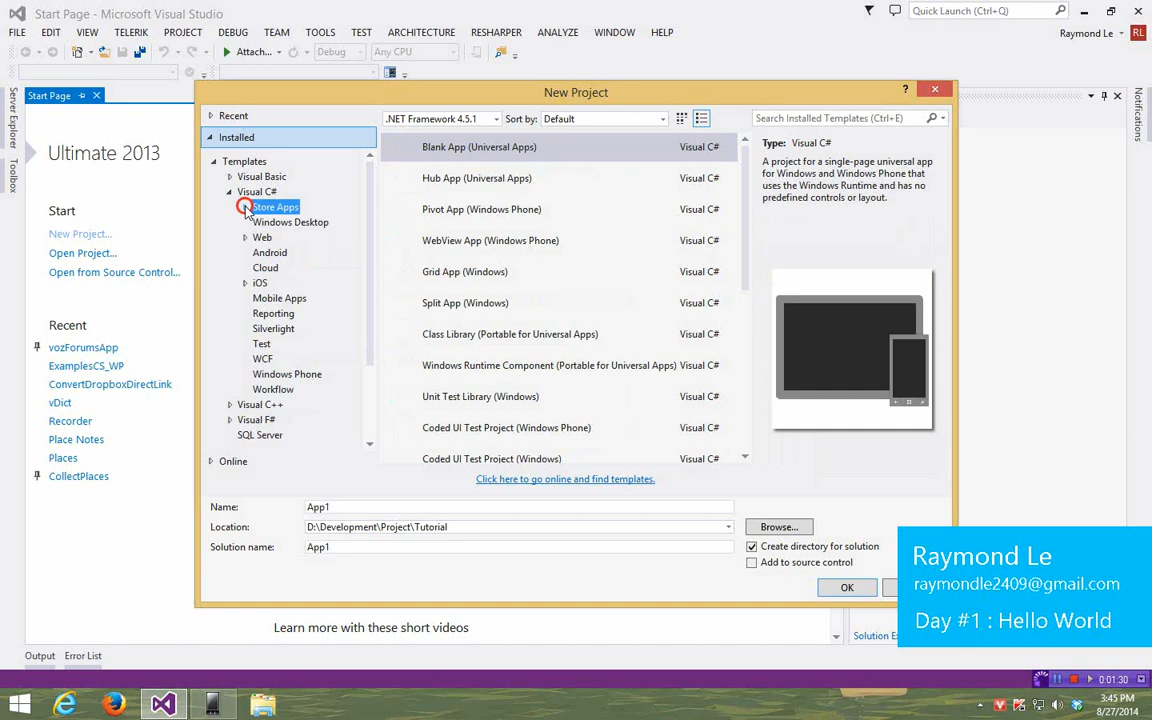 Start Page - Microsoft Visual Studio
Quick Launch (Ctrl+Q)
FILE EDIT VIEW TELERIK PROJECT DEBUG TEAM TOOLS TEST ARCHITECTURE RESHARPER ANALYZE WINDOW HELP
Raymond Le RL
Attach... Debug Any CPU
Server Explorer
Toolbox
Notifications
Start Page
Ultimate 2013
Start
New Project...
Open Project...
Open from Source Control...
Recent
vozForumsApp
ExamplesCS_WP
ConvertDropboxDirectLink
vDict
Recorder
Place Notes
Places
CollectPlaces
New Project
?
Recent
.NET Framework 4.5.1
Sort by: Default
Search Installed Templates (Ctrl+E)
Installed
Templates
Visual Basic
Visual C#
Store Apps
Windows Desktop
Web
Android
Cloud
iOS
Mobile Apps
Reporting
Silverlight
Test
WCF
Windows Phone
Workflow
Visual C++
Visual F#
SQL Server
Online
Blank App (Universal Apps) Visual C#
Hub App (Universal Apps) Visual C#
Pivot App (Windows Phone) Visual C#
WebView App (Windows Phone) Visual C#
Grid App (Windows) Visual C#
Split App (Windows) Visual C#
Class Library (Portable for Universal Apps) Visual C#
Windows Runtime Component (Portable for Universal Apps) Visual C#
Unit Test Library (Windows) Visual C#
Coded UI Test Project (Windows Phone) Visual C#
Coded UI Test Project (Windows) Visual C#
Click here to go online and find templates.
Type: Visual C#
A project for a single-page universal app
for Windows and Windows Phone that
uses the Windows Runtime and has no
predefined controls or layout.
Name: App1
Location: D:\Development\Project\Tutorial
Browse...
Solution name: App1
Create directory for solution
Add to source control
OK
Raymond Le
raymondle2409@gmail.com
Day #1 : Hello World
Learn more with these short videos
Solution Ex
Output Error List
0:01:30
3:45 PM
8/27/2014